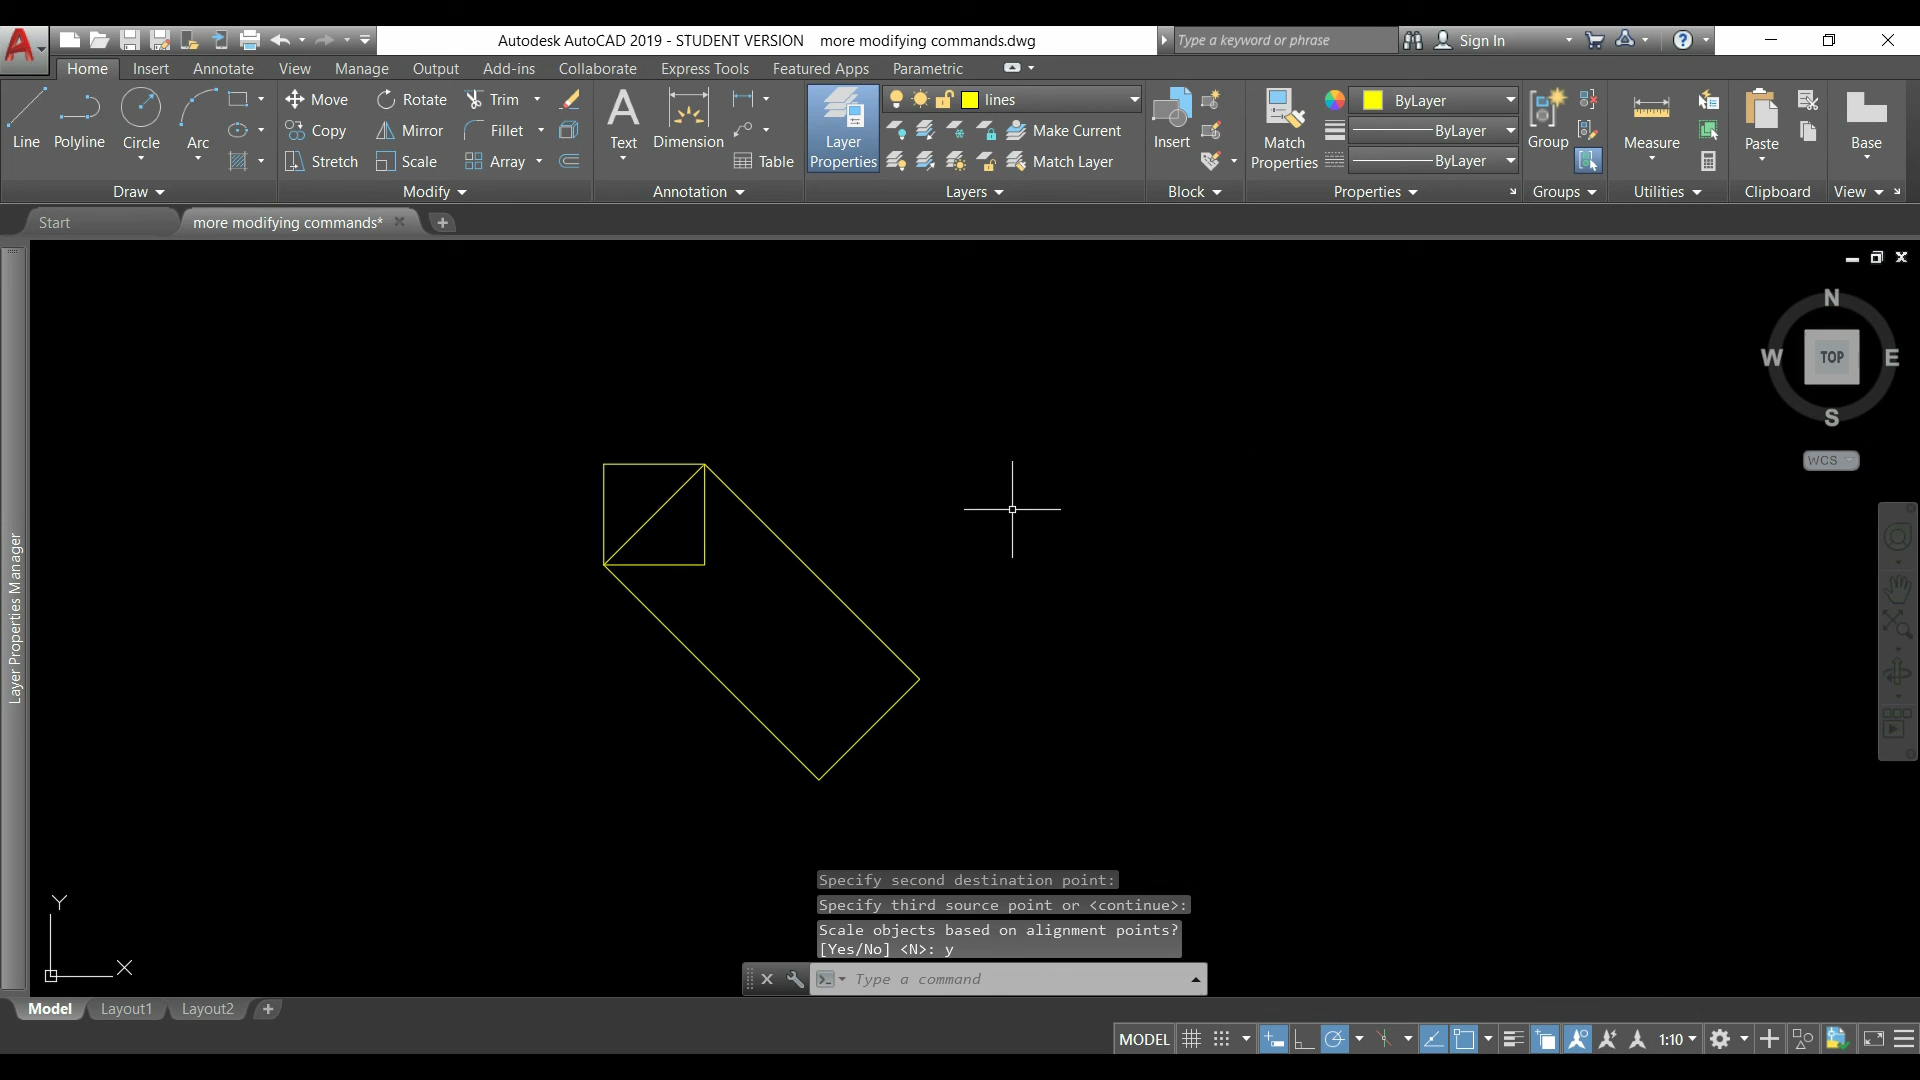 Autodesk AutoCAD 2019 - STUDENT VERSION more modifying commands.dwg
Type a keyword or phrase
Sign In
Home Insert Annotate View Manage Output Add-ins Collaborate Express Tools Featured Apps Parametric
Line Polyline Circle Arc
Move Rotate Trim
Copy Mirror Fillet
Stretch Scale Array
Text Dimension Table
Layer Properties
lines
Make Current
Match Layer
Insert
Match Properties
ByLayer
ByLayer
ByLayer
Group
Measure
Paste
Base
Draw Modify Annotation Layers Block Properties Groups Utilities Clipboard View
Start more modifying commands*
N
W TOP E
S
WCS
Layer Properties Manager
Y
X
Specify second destination point:
Specify third source point or <continue>:
Scale objects based on alignment points?
[Yes/No] <N>: y
Type a command
Model Layout1 Layout2
MODEL 1:10